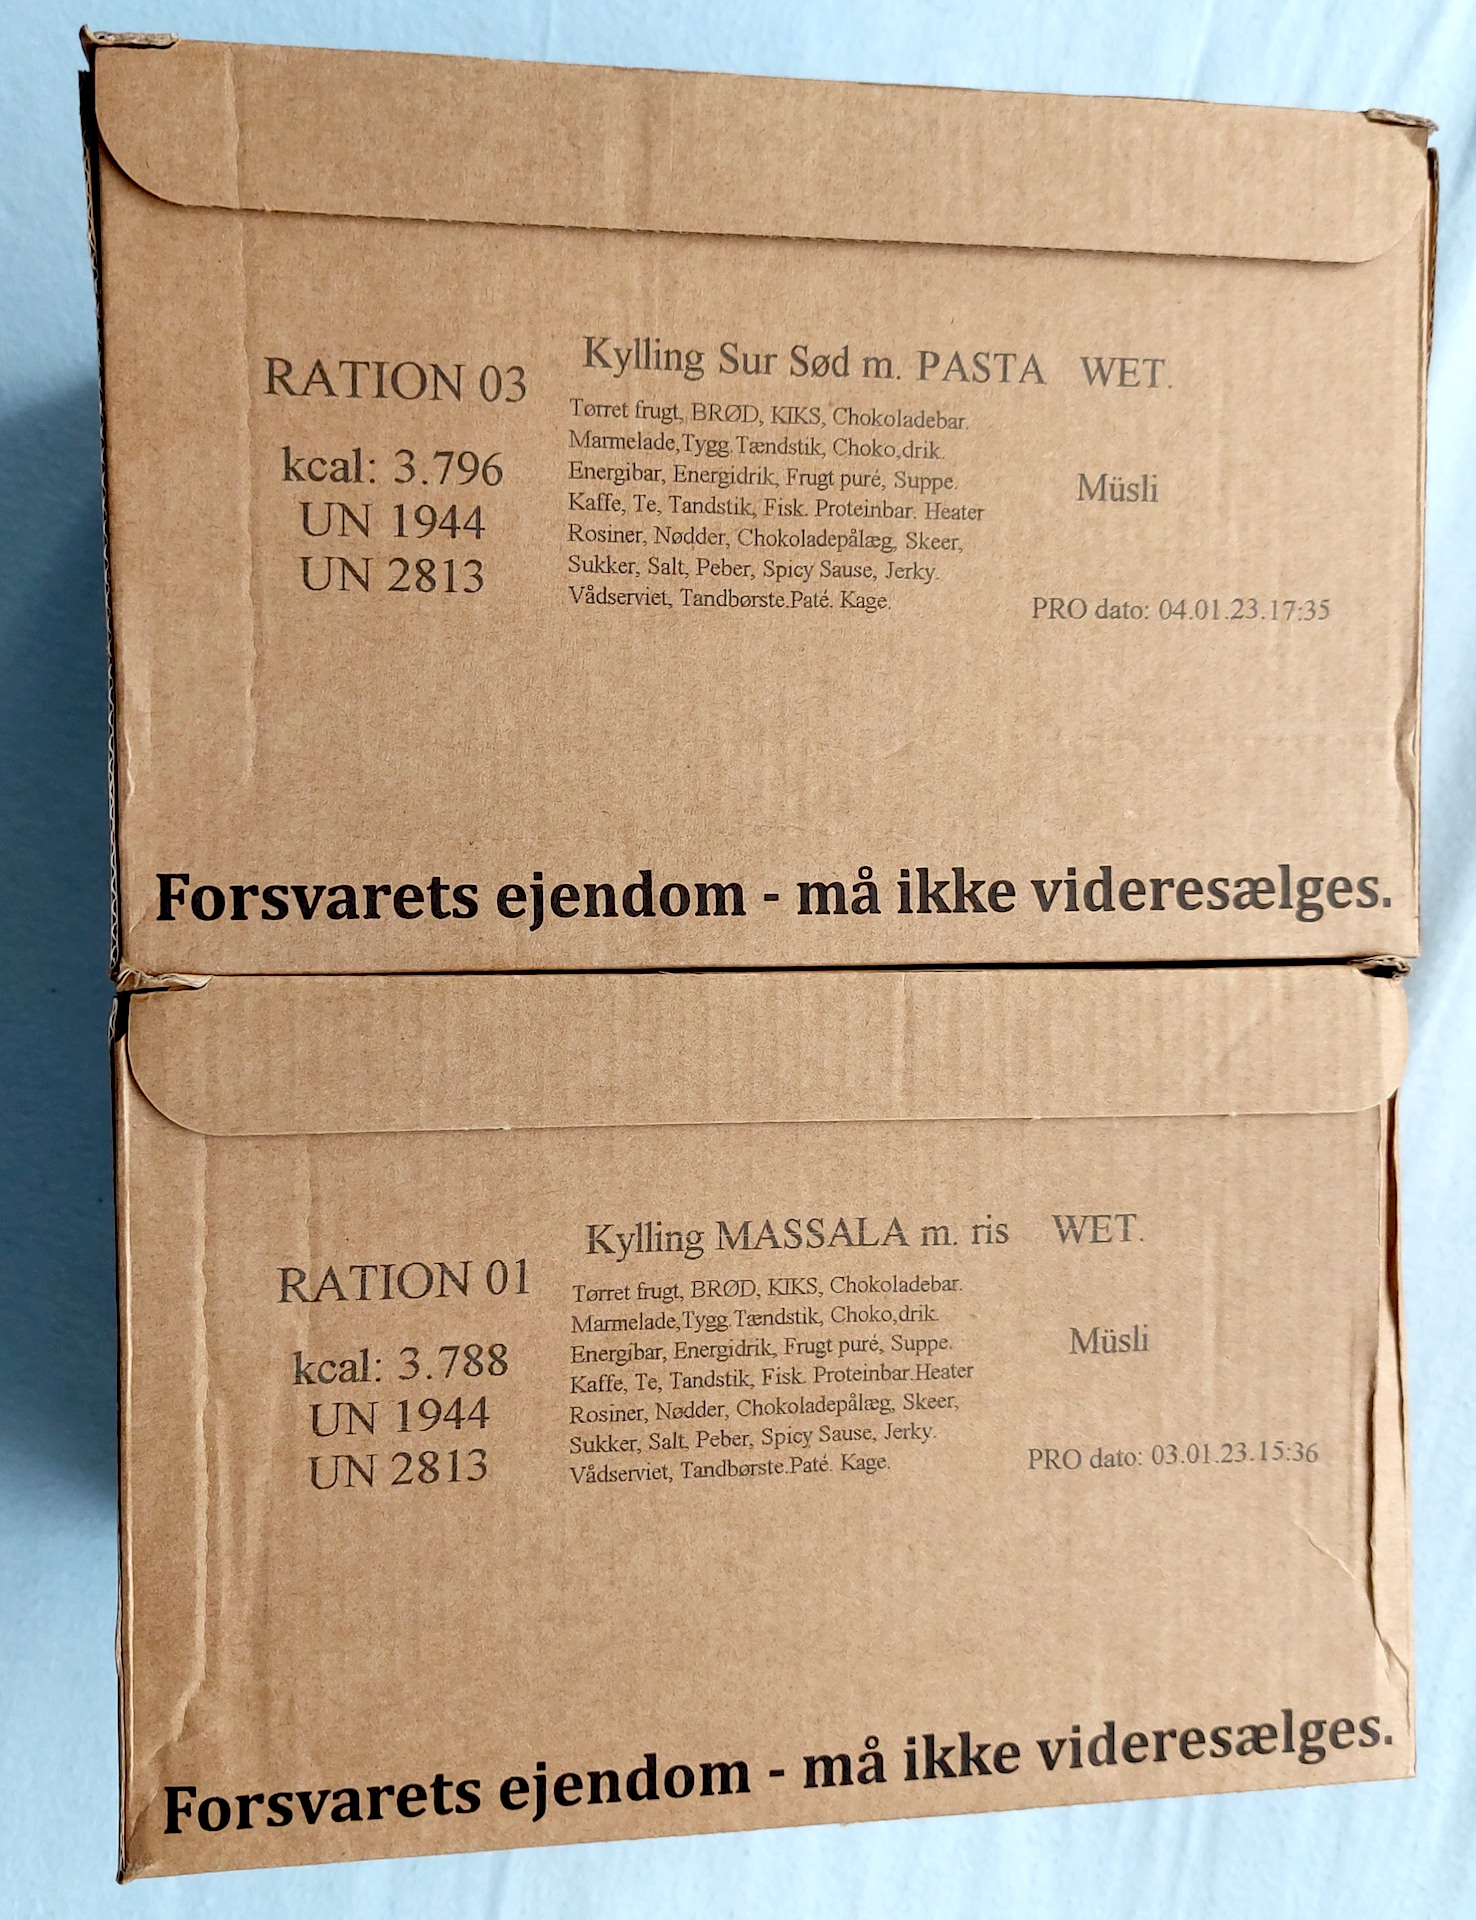 RATION 03
kcal: 3.796
UN 1944
UN 2813
Kylling Sur Sød m. PASTA WET.
Tørret frugt, BRØD, KIKS, Chokoladebar.
Marmelade,Tygg.Tændstik, Choko,drik.
Energibar, Energidrik, Frugt puré, Suppe.
Kaffe, Te, Tandstik, Fisk. Proteinbar. Heater
Rosiner, Nødder, Chokoladepålæg, Skeer,
Sukker, Salt, Peber, Spicy Sause, Jerky.
Vådserviet, Tandbørste.Paté. Kage.
Müsli
PRO dato: 04.01.23.17:35
Forsvarets ejendom - må ikke videresælges.
RATION 01
kcal: 3.788
UN 1944
UN 2813
Kylling MASSALA m. ris WET.
Tørret frugt, BRØD, KIKS, Chokoladebar.
Marmelade,Tygg.Tændstik, Choko,drik.
Energibar, Energidrik, Frugt puré, Suppe.
Kaffe, Te, Tandstik, Fisk. Proteinbar.Heater
Rosiner, Nødder, Chokoladepålæg, Skeer,
Sukker, Salt, Peber, Spicy Sause, Jerky.
Vådserviet, Tandbørste.Paté. Kage.
Müsli
PRO dato: 03.01.23.15:36
Forsvarets ejendom - må ikke videresælges.